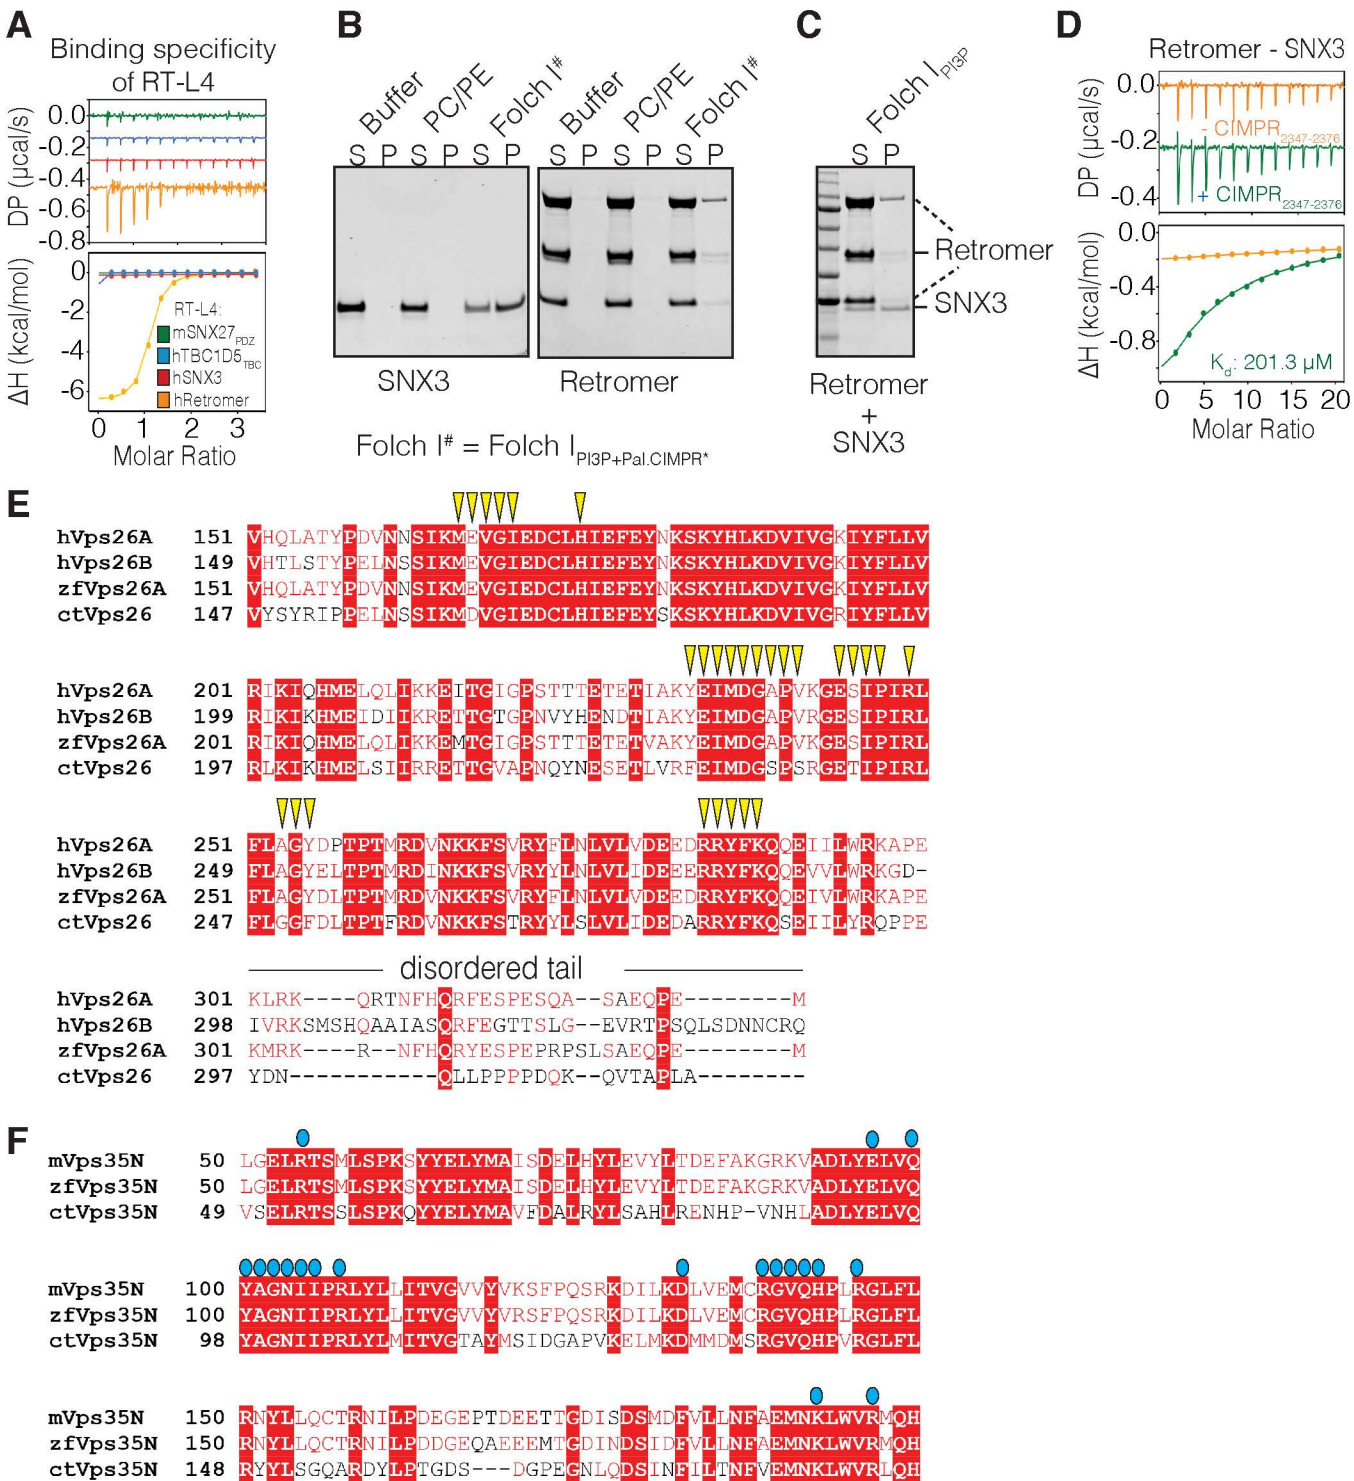 A
Binding specificity
of RT-L4
DP (µcal/s)
0.0
-0.2
-0.4
-0.6
-0.8
ΔH (kcal/mol)
0
-2
-4
-6
RT-L4:
mSNX27PDZ
hTBC1D5TBC
hSNX3
hRetromer
0 1 2 3
Molar Ratio
B
Buffer PC/PE Folch I# Buffer PC/PE Folch I#
S P S P S P S P S P S P
SNX3 Retromer
Folch I# = Folch I PI3P+Pal.CIMPR*
C
Folch I PI3P
S P
Retromer
SNX3
Retromer
+
SNX3
D
Retromer - SNX3
DP (µcal/s)
0.0
-0.2
-0.4
- CIMPR2347-2376
+ CIMPR2347-2376
ΔH (kcal/mol)
0.0
-0.4
-0.8
Kd: 201.3 µM
0 5 10 15 20
Molar Ratio
E
hVps26A 151 VHQLATYPDVNNSIKMEVGIEDCLHIEFEYNKSKYHLKDVIVGKIYFLLV
hVps26B 149 VHTLSTYPELNSSIKMEVGIEDCLHIEFEYNKSKYHLKDVIVGKIYFLLV
zfVps26A 151 VHQLATYPDVNNSIKMEVGIEDCLHIEFEYNKSKYHLKDVIVGKIYFLLV
ctVps26 147 VYSYRIPPELNSSIKMDVGIEDCLHIEFEYSKSKYHLKDVIVGRIYFLLV
hVps26A 201 RIKIQHMELQLIKKEITGIGPSTTTETETIAKYEIMDGAPVKGESIPIRL
hVps26B 199 RIKIKHMEIDIIKRETTGTGPNVYHENDTIAKYEIMDGAPVRGESIPIRL
zfVps26A 201 RIKIQHMELQLIKKEMTGIGPSTTTETETVAKYEIMDGAPVKGESIPIRL
ctVps26 197 RLKIKHMELSIIRRETTGVAPNQYNESETLVRFEIMDGSPSRGETIPIRL
hVps26A 251 FLAGYDPTPTMRDVNKKFSVRYFLNLVLVDEEDRRYFKQQEIILWRKAPE
hVps26B 249 FLAGYELTPTMRDINKKFSVRYYLNLVLIDEEERRYFKQQEVVLWRKGD-
zfVps26A 251 FLAGYDLTPTMRDVNKKFSVRYFLNLVLVDEEDRRYFKQQEIVLWRKAPE
ctVps26 247 FLGGFDLTPTFRDVNKKFSTRYYLSLVLIDEDARRYFKQSEIILYRQPPE
disordered tail
hVps26A 301 KLRK----QRTNFHQRFESPESQA--SAEQPE--------M
hVps26B 298 IVRKSMSHQAAIASQRFEGTTSLG--EVRTPSQLSDNNCRQ
zfVps26A 301 KMRK----R--NFHQRYESPEPRPSLSAEQPE--------M
ctVps26 297 YDN-----------QLLPPPPDQK--QVTAPLA--------
F
mVps35N 50 LGELRTSMLSPKSYYELYMAISDELHYLEVYLTDEFAKGRKVADLYELVQ
zfVps35N 50 LGELRTSMLSPKSYYELYMAISDELHYLEVYLTDEFAKGRKVADLYELVQ
ctVps35N 49 VSELRTSSLSPKQYYELYMAVFDALRYLSAHLRENHP-VNHLADLYELVQ
mVps35N 100 YAGNIIPRLYLLITVGVVYVKSFPQSRKDILKDLVEMCRGVQHPLRGLFL
zfVps35N 100 YAGNIIPRLYLLITVGVVYVRSFPQSRKDILKDLVEMCRGVQHPLRGLFL
ctVps35N 98 YAGNIIPRLYLMITVGTAYMSIDGAPVKELMKDMMDMSRGVQHPVRGLFL
mVps35N 150 RNYLLQCTRNILPDEGEPTDEETTGDISDSMDFVLLNFAEMNKLWVRMQH
zfVps35N 150 RNYLLQCTRNILPDDGEQAEEEMTGDINDSIDFVLLNFAEMNKLWVRMQH
ctVps35N 148 RYYLSGQARDYLPTGDS---DGPEGNLQDSINFILTNFVEMNKLWVRLQH